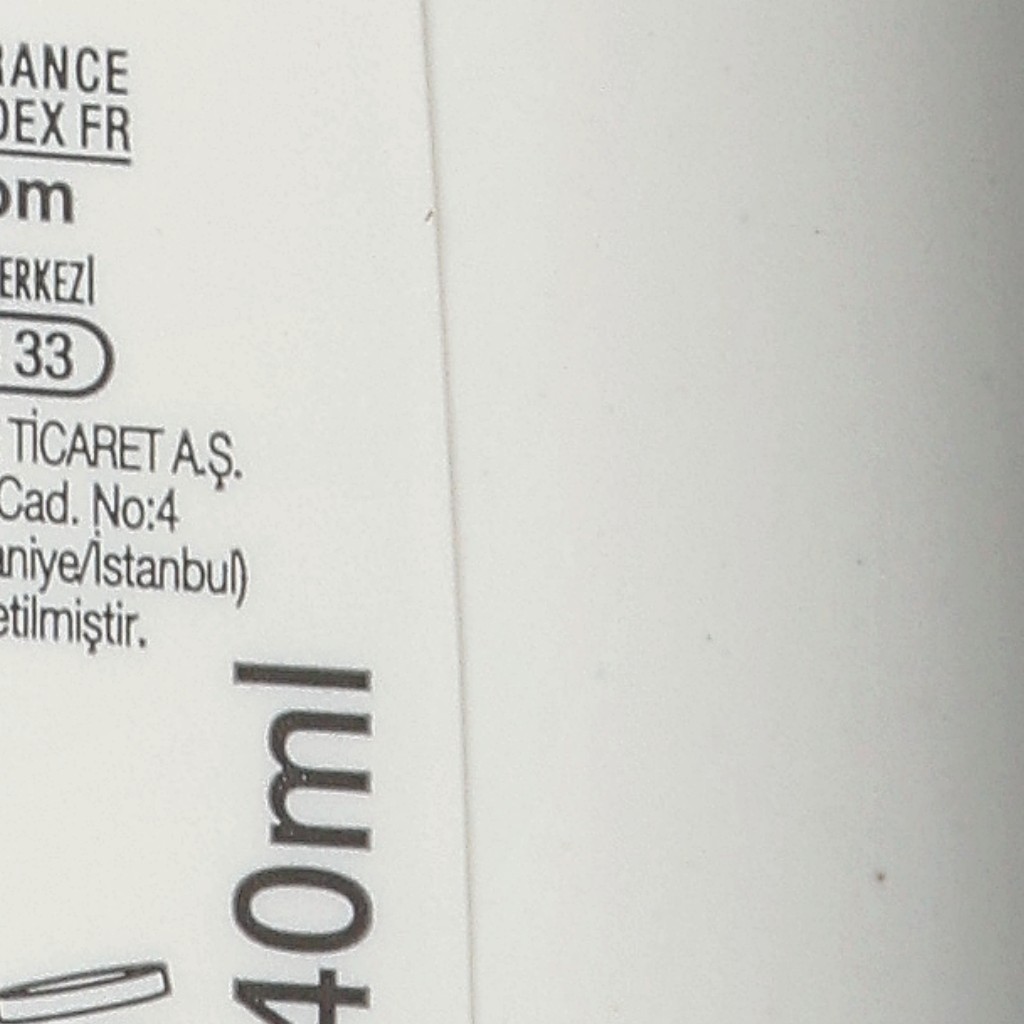 RANCE
DEX FR
om
ERKEZİ
33
TİCARET A.Ş.
Cad. No:4
aniye/İstanbul)
etilmiştir.
40ml